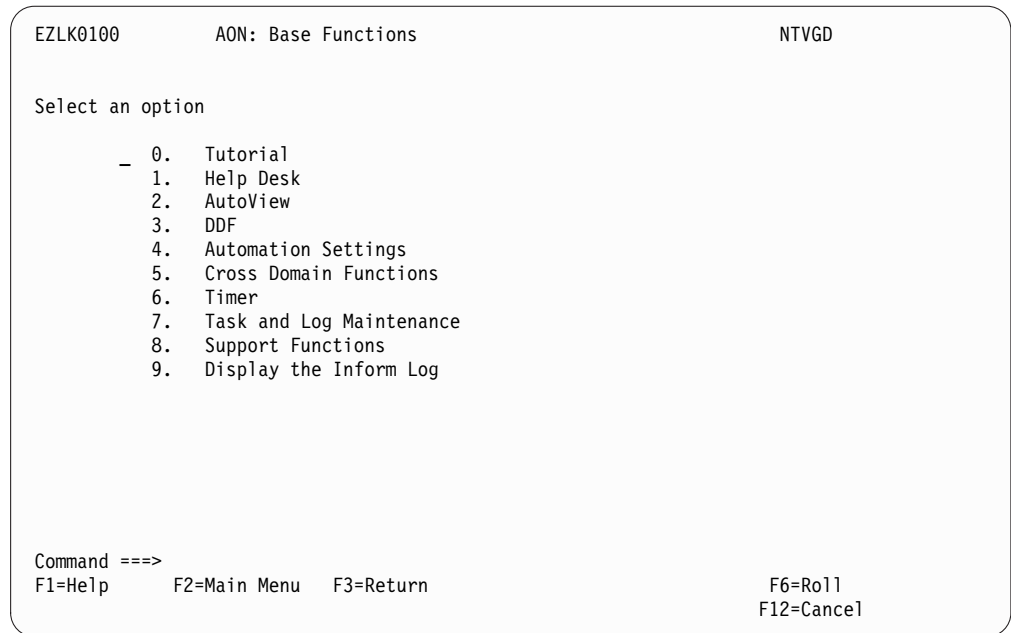 EZLK0100 AON: Base Functions NTVGD
Select an option
_ 0. Tutorial
1. Help Desk
2. AutoView
3. DDF
4. Automation Settings
5. Cross Domain Functions
6. Timer
7. Task and Log Maintenance
8. Support Functions
9. Display the Inform Log
Command ===>
F1=Help F2=Main Menu F3=Return F6=Roll
F12=Cancel